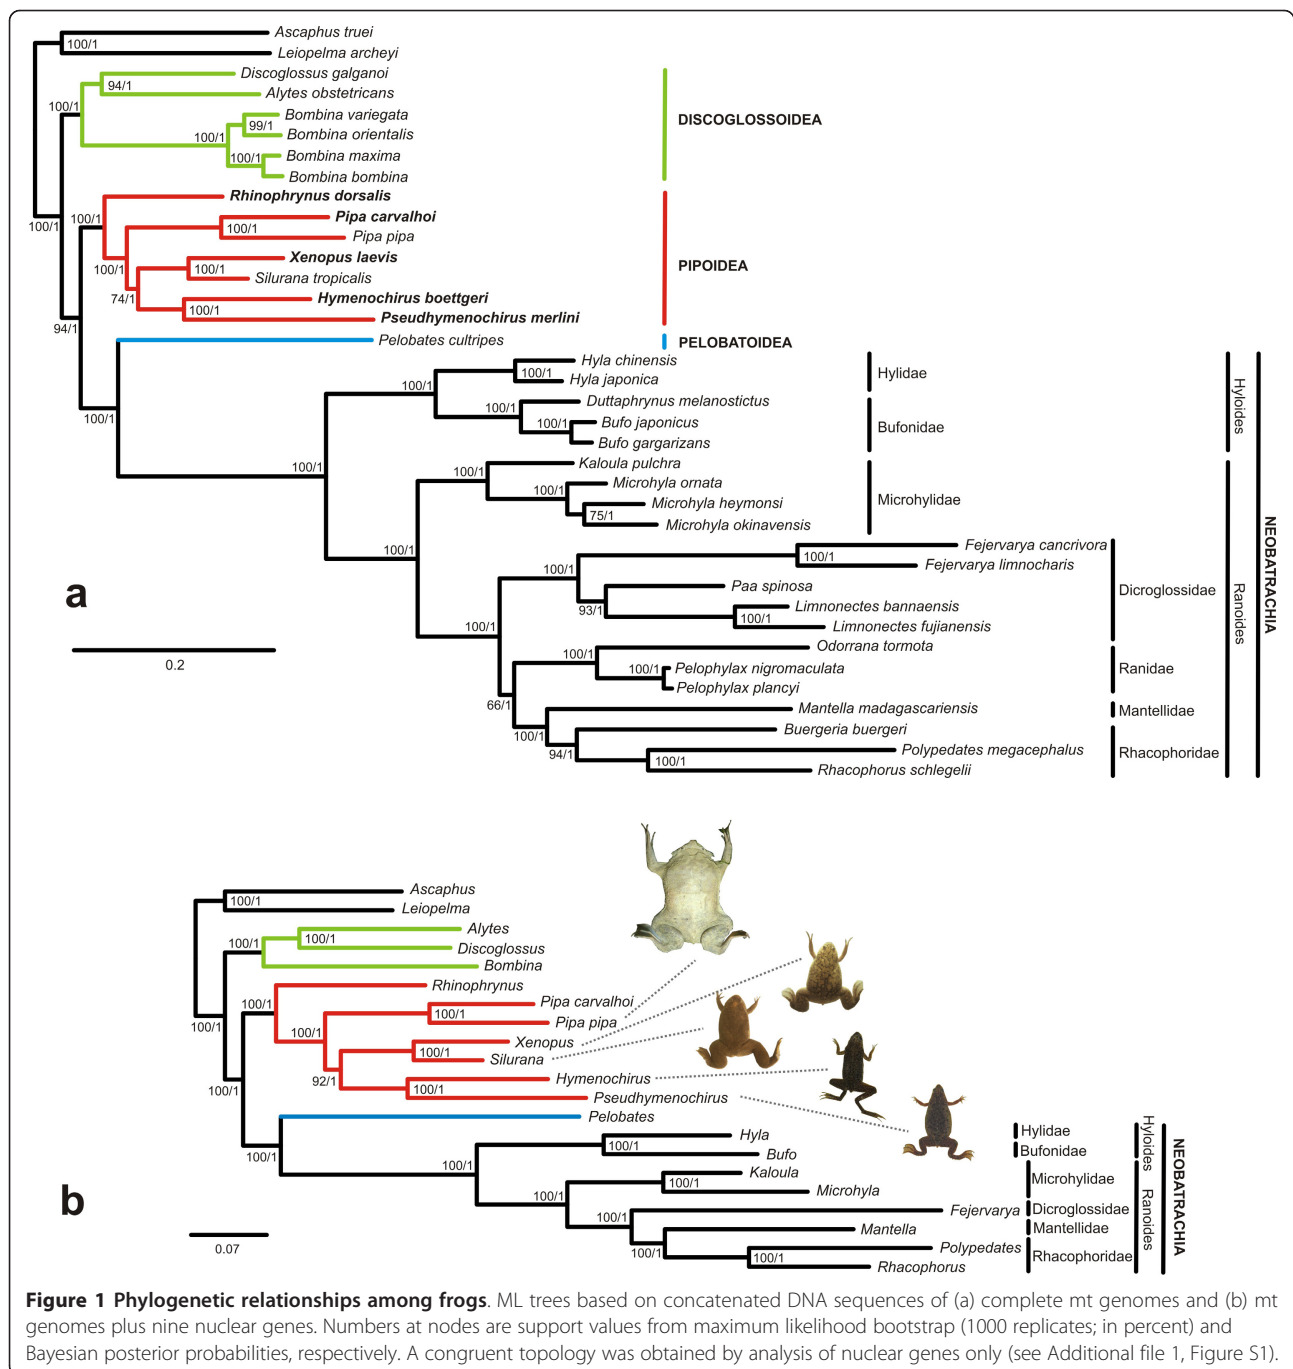 Ascaphus truei
100/1
Leiopelma archeyi
Discoglossus galganoi
94/1
Alytes obstetricans
100/1
Bombina variegata
99/1
DISCOGLOSSOIDEA
100/1
Bombina orientalis
Bombina maxima
100/1
Bombina bombina
Rhinophrynus dorsalis
100/1
100/1
Pipa carvalhoi
100/1
Pipa pipa
Xenopus laevis
100/1
100/1
PIPOIDEA
Silurana tropicalis
74/1
Hymenochirus boettgeri
100/1
Pseudhymenochirus merlini
94/1
Pelobates cultripes
PELOBATOIDEA
Hyla chinensis
100/1
Hylidae
100/1
Hyla japonica
Hyloides
Duttaphrynus melanostictus
100/1
100/1
Bufo japonicus
100/1
Bufonidae
Bufo gargarizans
100/1
Kaloula pulchra
100/1
Microhyla ornata
100/1
Microhylidae
Microhyla heymonsi
75/1
Microhyla okinavensis
NEOBATRACHIA
100/1
Fejervarya cancrivora
100/1
100/1
Fejervarya limnocharis
a
Paa spinosa
Dicroglossidae
Ranoides
93/1
Limnonectes bannaensis
100/1
Limnonectes fujianensis
100/1
Odorrana tormota
100/1
0.2
Pelophylax nigromaculata
100/1
Ranidae
Pelophylax plancyi
66/1
Mantella madagascariensis
Mantellidae
100/1
Buergeria buergeri
94/1
Polypedates megacephalus
100/1
Rhacophoridae
Rhacophorus schlegelii
Ascaphus
100/1
Leiopelma
Alytes
100/1
100/1
Discoglossus
Bombina
Rhinophrynus
100/1
Pipa carvalhoi
100/1
100/1
Pipa pipa
100/1
Xenopus
100/1
Silurana
92/1
Hymenochirus
100/1
100/1
Pseudhymenochirus
Pelobates
Hyla
Hylidae
Hyloides
100/1
100/1
Bufo
Bufonidae
100/1
Kaloula
100/1
Microhylidae
Microhyla
NEOBATRACHIA
b
100/1
Ranoides
Fejervarya
Dicroglossidae
100/1
Mantella
Mantellidae
0.07
100/1
Polypedates
100/1
Rhacophoridae
Rhacophorus
Figure 1 Phylogenetic relationships among frogs. ML trees based on concatenated DNA sequences of (a) complete mt genomes and (b) mt
genomes plus nine nuclear genes. Numbers at nodes are support values from maximum likelihood bootstrap (1000 replicates; in percent) and
Bayesian posterior probabilities, respectively. A congruent topology was obtained by analysis of nuclear genes only (see Additional file 1, Figure S1).